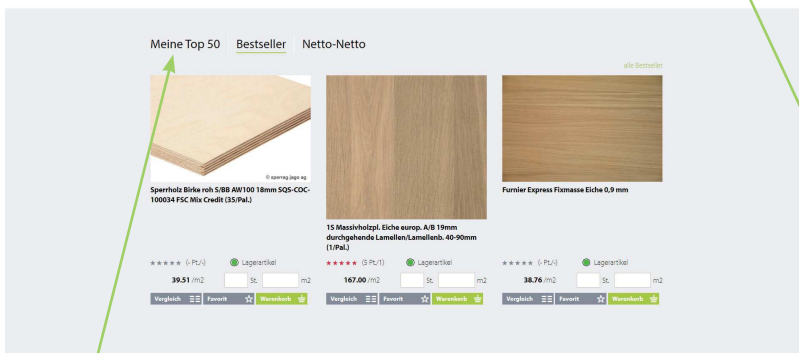 Meine Top 50 Bestseller Netto-Netto
alle Bestseller
© sperrag jago ag
Sperrholz Birke roh S/BB AW100 18mm SQS-COC-
100034 FSC Mix Credit (35/Pal.)
1S Massivholzpl. Eiche europ. A/B 19mm
durchgehende Lamellen/Lamellenb. 40-90mm
(1/Pal.)
Furnier Express Fixmasse Eiche 0,9 mm
(- Pt./-) Lagerartikel
(5 Pt./1) Lagerartikel
(- Pt./-) Lagerartikel
39.51 /m2 St. m2
167.00 /m2 St. m2
38.76 /m2 St. m2
Vergleich Favorit Warenkorb
Vergleich Favorit Warenkorb
Vergleich Favorit Warenkorb